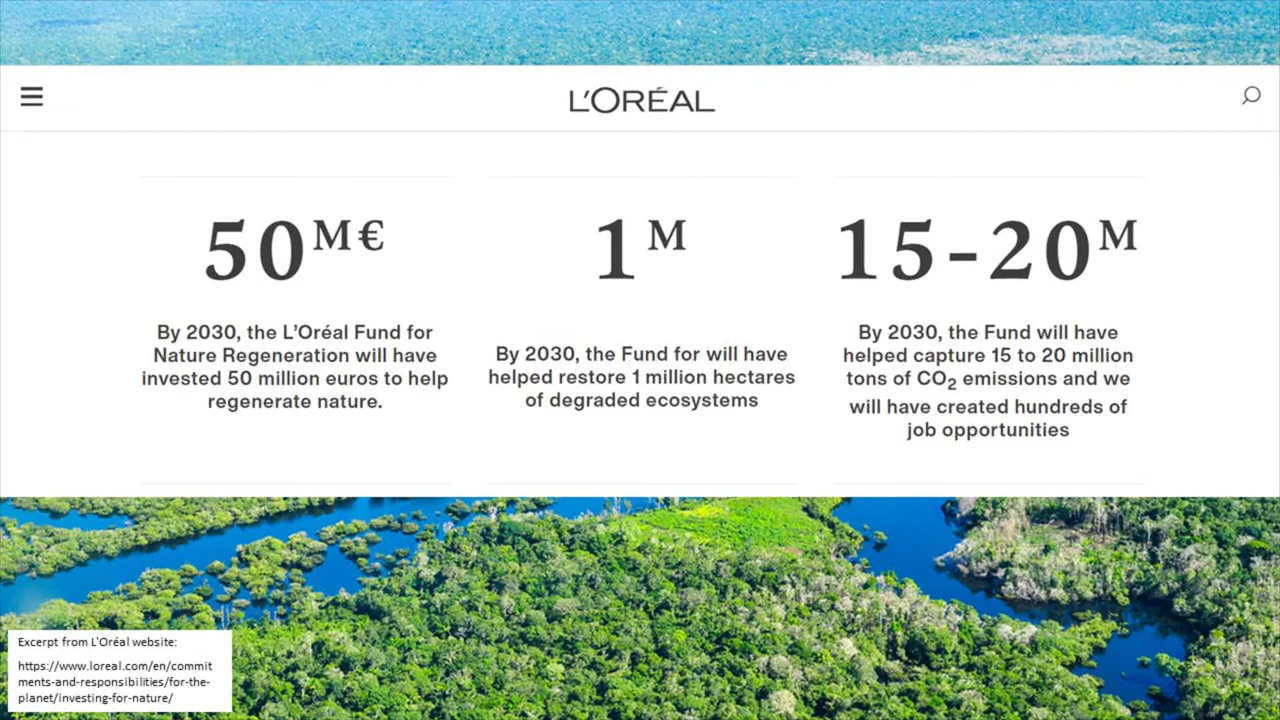 L'ORÉAL
50 M€
By 2030, the L'Oréal Fund for
Nature Regeneration will have
invested 50 million euros to help
regenerate nature.
1 M
By 2030, the Fund for will have
helped restore 1 million hectares
of degraded ecosystems
15-20 M
By 2030, the Fund will have
helped capture 15 to 20 million
tons of CO2 emissions and we
will have created hundreds of
job opportunities
Excerpt from L'Oréal website:
https://www.loreal.com/en/commit
ments-and-responsibilities/for-the-
planet/investing-for-nature/